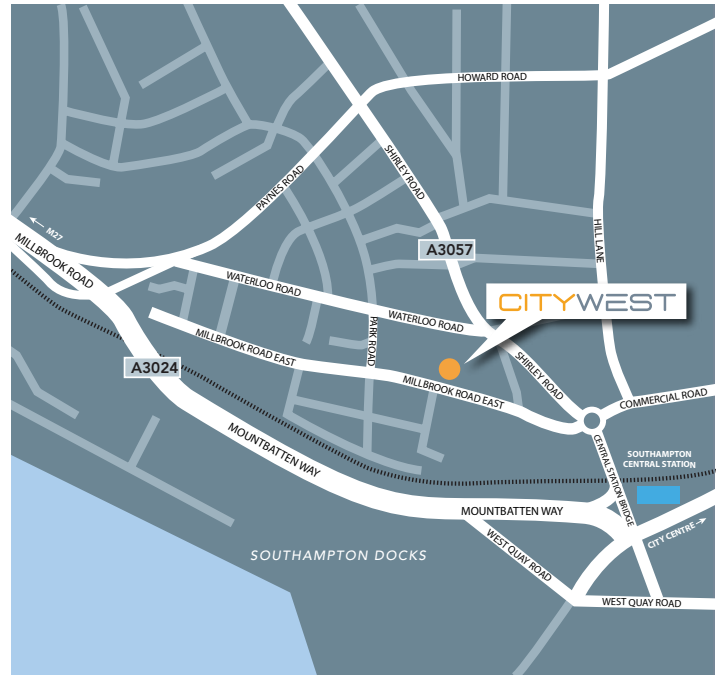 HOWARD ROAD
SHIRLEY ROAD
PAYNES ROAD
← M27
MILLBROOK ROAD
A3057
HILL LANE
WATERLOO ROAD
CITYWEST
WATERLOO ROAD
PARK ROAD
MILLBROOK ROAD EAST
SHIRLEY ROAD
A3024
MILLBROOK ROAD EAST
COMMERCIAL ROAD
MOUNTBATTEN WAY
CENTRAL STATION BRIDGE
SOUTHAMPTON
CENTRAL STATION
MOUNTBATTEN WAY
CITY CENTRE →
SOUTHAMPTON DOCKS
WEST QUAY ROAD
WEST QUAY ROAD